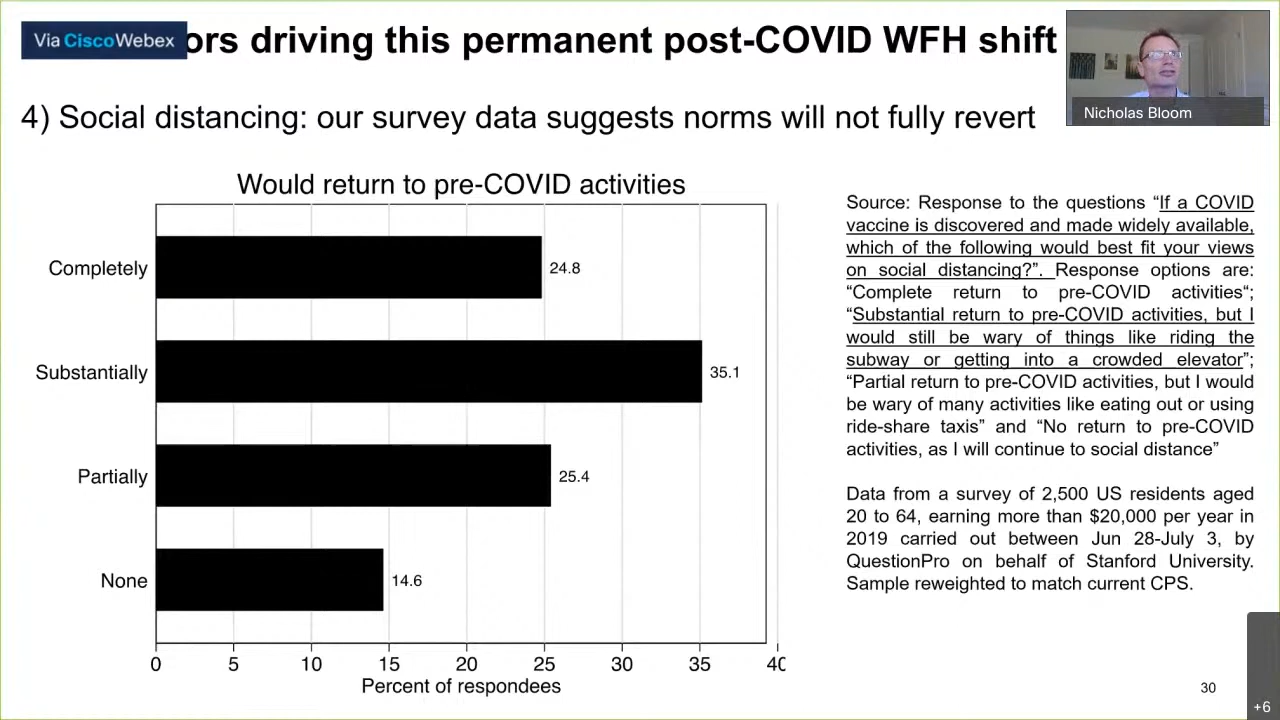 Via CiscoWebex
ors driving this permanent post-COVID WFH shift
Nicholas Bloom
4) Social distancing: our survey data suggests norms will not fully revert
Would return to pre-COVID activities
Completely
24.8
Substantially
35.1
Partially
25.4
None
14.6
0 5 10 15 20 25 30 35 40
Percent of respondees
Source: Response to the questions “If a COVID
vaccine is discovered and made widely available,
which of the following would best fit your views
on social distancing?”. Response options are:
“Complete return to pre-COVID activities“;
“Substantial return to pre-COVID activities, but I
would still be wary of things like riding the
subway or getting into a crowded elevator”;
“Partial return to pre-COVID activities, but I would
be wary of many activities like eating out or using
ride-share taxis” and “No return to pre-COVID
activities, as I will continue to social distance”
Data from a survey of 2,500 US residents aged
20 to 64, earning more than $20,000 per year in
2019 carried out between Jun 28-July 3, by
QuestionPro on behalf of Stanford University.
Sample reweighted to match current CPS.
30
+6